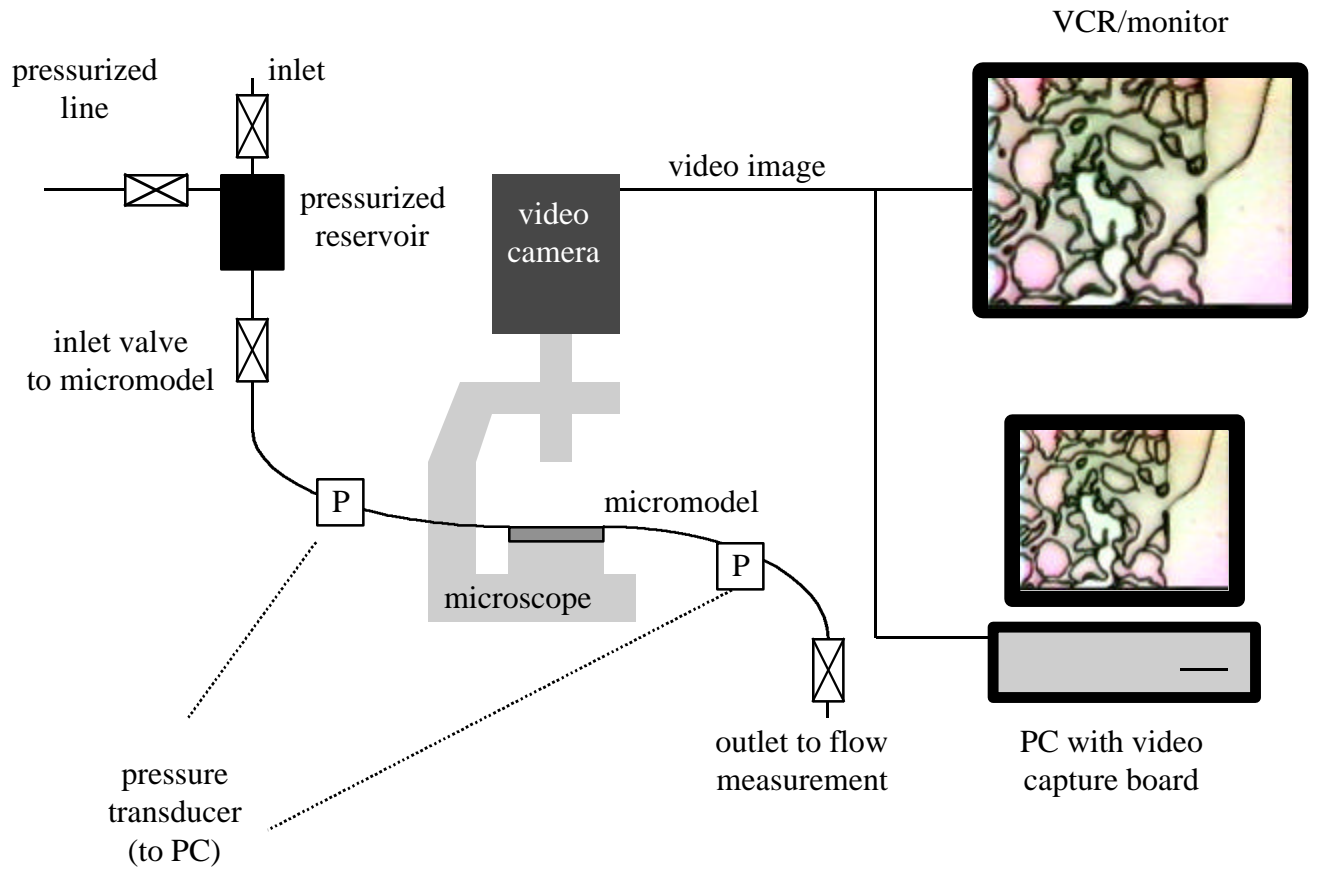 VCR/monitor
pressurized
line
inlet
video image
pressurized
reservoir
video
camera
inlet valve
to micromodel
P
micromodel
P
microscope
outlet to flow
measurement
PC with video
capture board
pressure
transducer
(to PC)